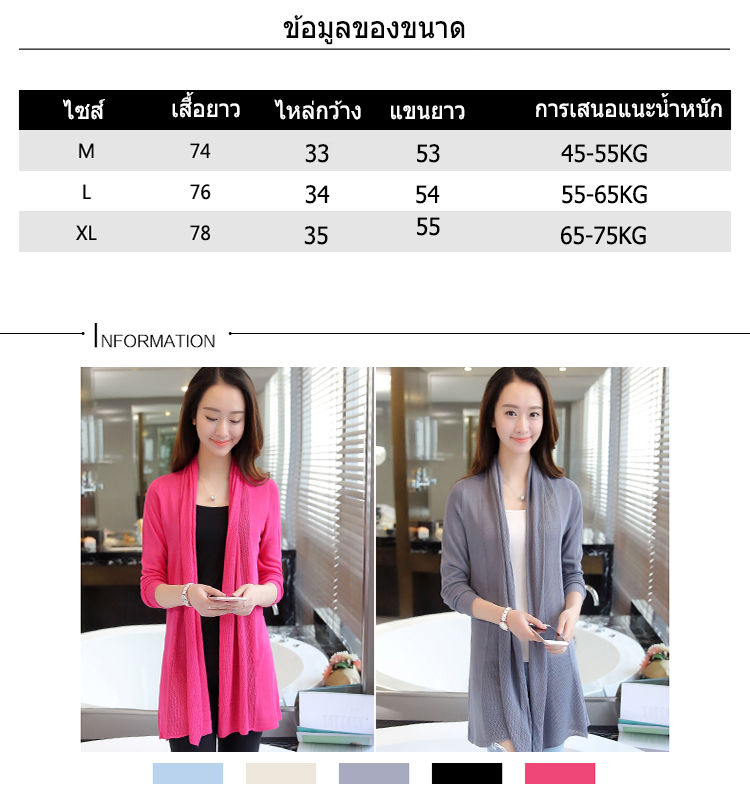 ข้อมูลของขนาด
ไซส์ เสื้อยาว ไหล่กว้าง แขนยาว การเสนอแนะน้ำหนัก
M 74 33 53 45-55KG
L 76 34 54 55-65KG
XL 78 35 55 65-75KG
INFORMATION